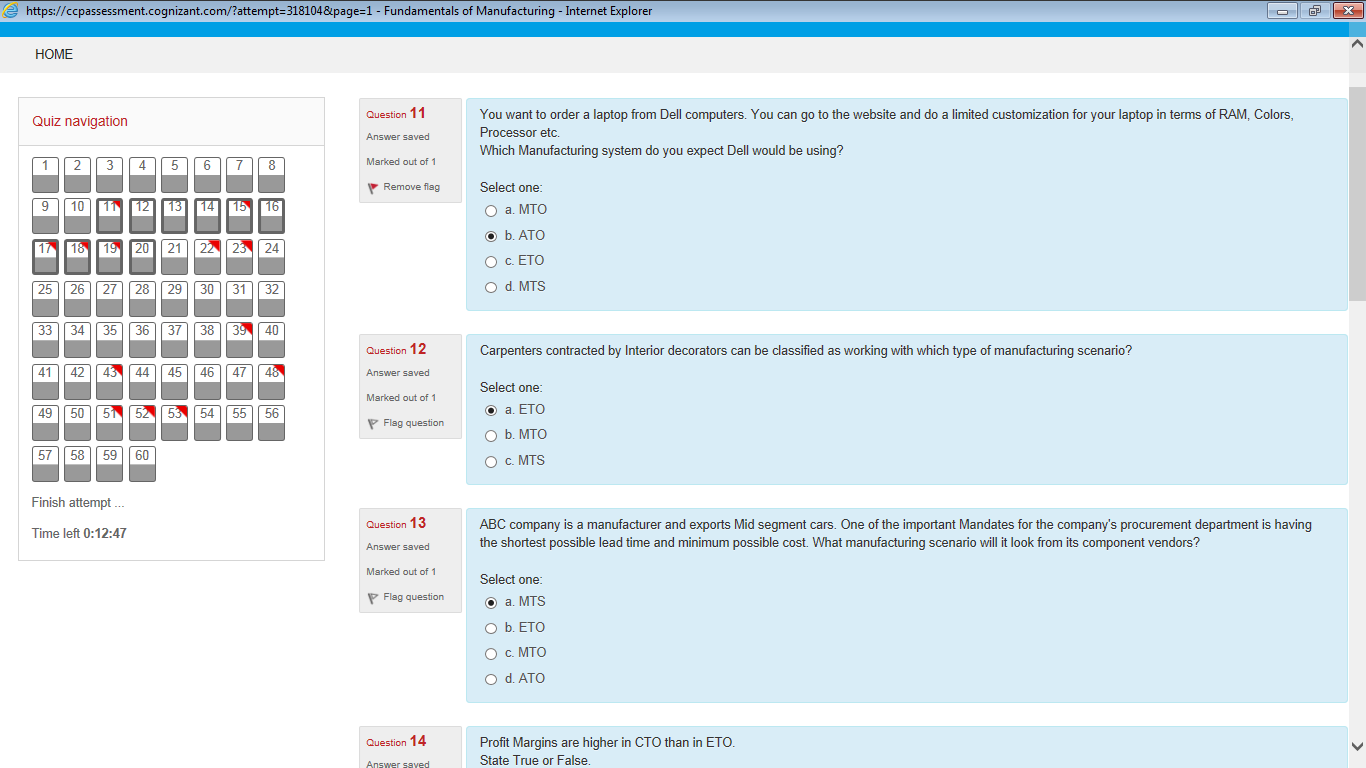 https://ccpassessment.cognizant.com/?attempt=318104&page=1 - Fundamentals of Manufacturing - Internet Explorer
HOME
Quiz navigation
1 2 3 4 5 6 7 8
9 10 11 12 13 14 15 16
17 18 19 20 21 22 23 24
25 26 27 28 29 30 31 32
33 34 35 36 37 38 39 40
41 42 43 44 45 46 47 48
49 50 51 52 53 54 55 56
57 58 59 60
Finish attempt ...
Time left 0:12:47
Question 11
Answer saved
Marked out of 1
Remove flag
You want to order a laptop from Dell computers. You can go to the website and do a limited customization for your laptop in terms of RAM, Colors,
Processor etc.
Which Manufacturing system do you expect Dell would be using?
Select one:
a. MTO
b. ATO
c. ETO
d. MTS
Question 12
Answer saved
Marked out of 1
Flag question
Carpenters contracted by Interior decorators can be classified as working with which type of manufacturing scenario?
Select one:
a. ETO
b. MTO
c. MTS
Question 13
Answer saved
Marked out of 1
Flag question
ABC company is a manufacturer and exports Mid segment cars. One of the important Mandates for the company's procurement department is having
the shortest possible lead time and minimum possible cost. What manufacturing scenario will it look from its component vendors?
Select one:
a. MTS
b. ETO
c. MTO
d. ATO
Question 14
Answer saved
Profit Margins are higher in CTO than in ETO.
State True or False.